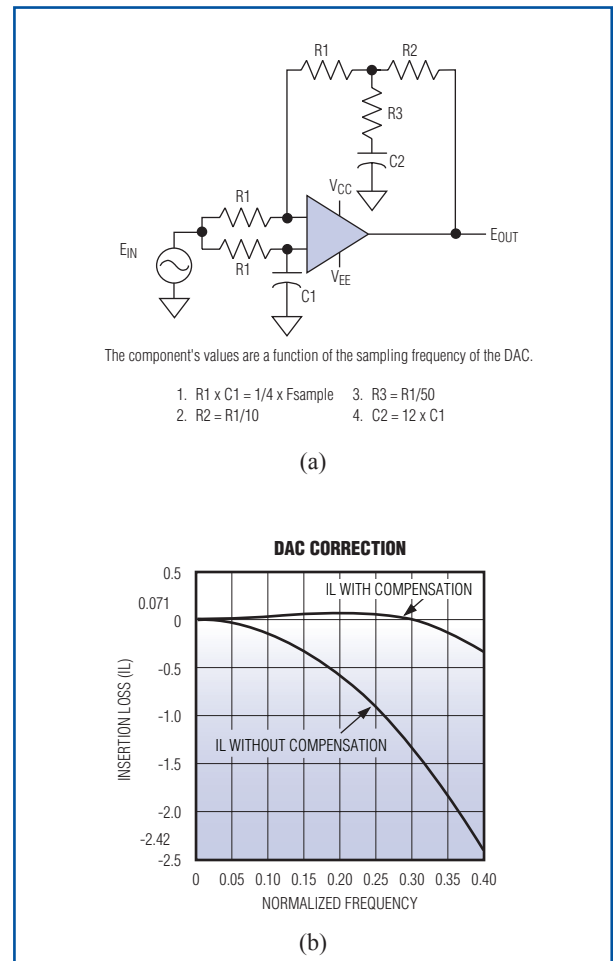 R1
R2
R3
C2
R1
VCC
EIN
EOUT
R1
VEE
C1
The component's values are a function of the sampling frequency of the DAC.
1. R1 x C1 = 1/4 x Fsample 3. R3 = R1/50
2. R2 = R1/10 4. C2 = 12 x C1
(a)
DAC CORRECTION
0.5
IL WITH COMPENSATION
0.071
0
-0.5
INSERTION LOSS (IL)
-1.0
IL WITHOUT COMPENSATION
-1.5
-2.0
-2.42
-2.5
0 0.05 0.10 0.15 0.20 0.25 0.30 0.35 0.40
NORMALIZED FREQUENCY
(b)